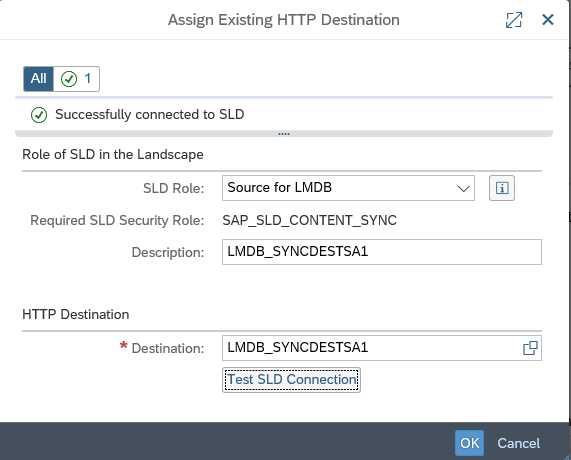 Assign Existing HTTP Destination
All 1
Successfully connected to SLD
Role of SLD in the Landscape
SLD Role: Source for LMDB
Required SLD Security Role: SAP_SLD_CONTENT_SYNC
Description: LMDB_SYNCDESTSA1
HTTP Destination
* Destination: LMDB_SYNCDESTSA1
Test SLD Connection
OK Cancel